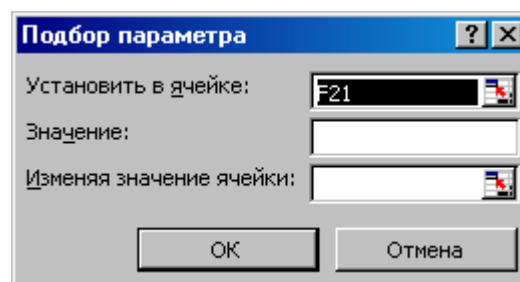 Подбор параметра
Установить в ячейке: F21
Значение:
Изменяя значение ячейки:
ОК Отмена